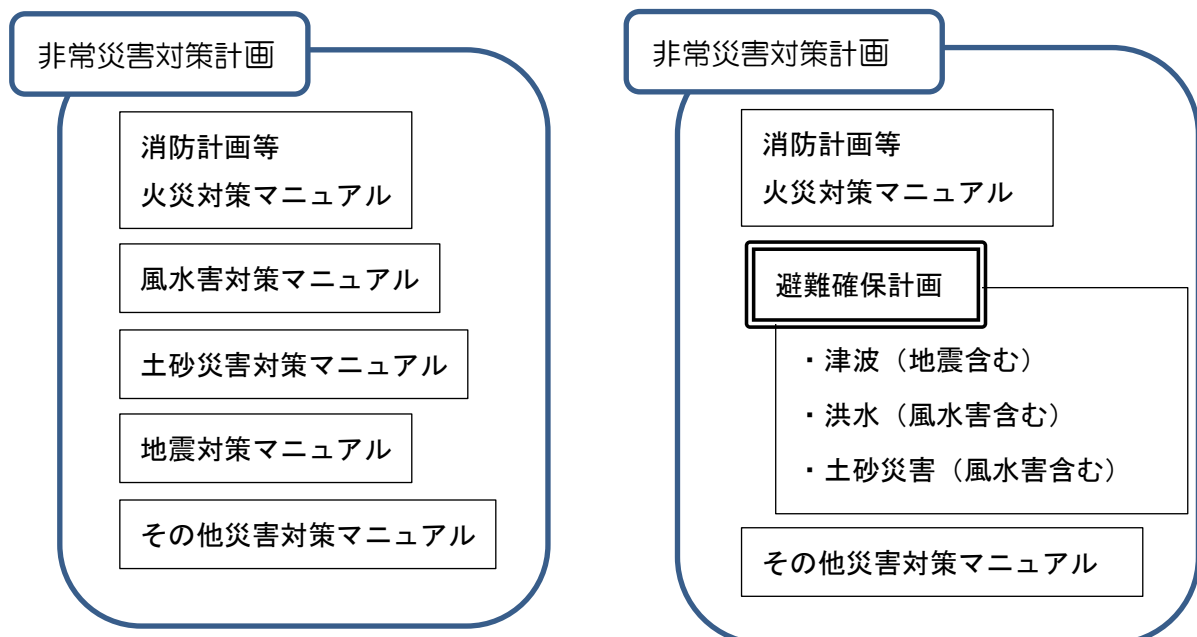 非常災害対策計画
消防計画等
火災対策マニュアル
風水害対策マニュアル
土砂災害対策マニュアル
地震対策マニュアル
その他災害対策マニュアル
非常災害対策計画
消防計画等
火災対策マニュアル
避難確保計画
・津波（地震含む）
・洪水（風水害含む）
・土砂災害（風水害含む）
その他災害対策マニュアル